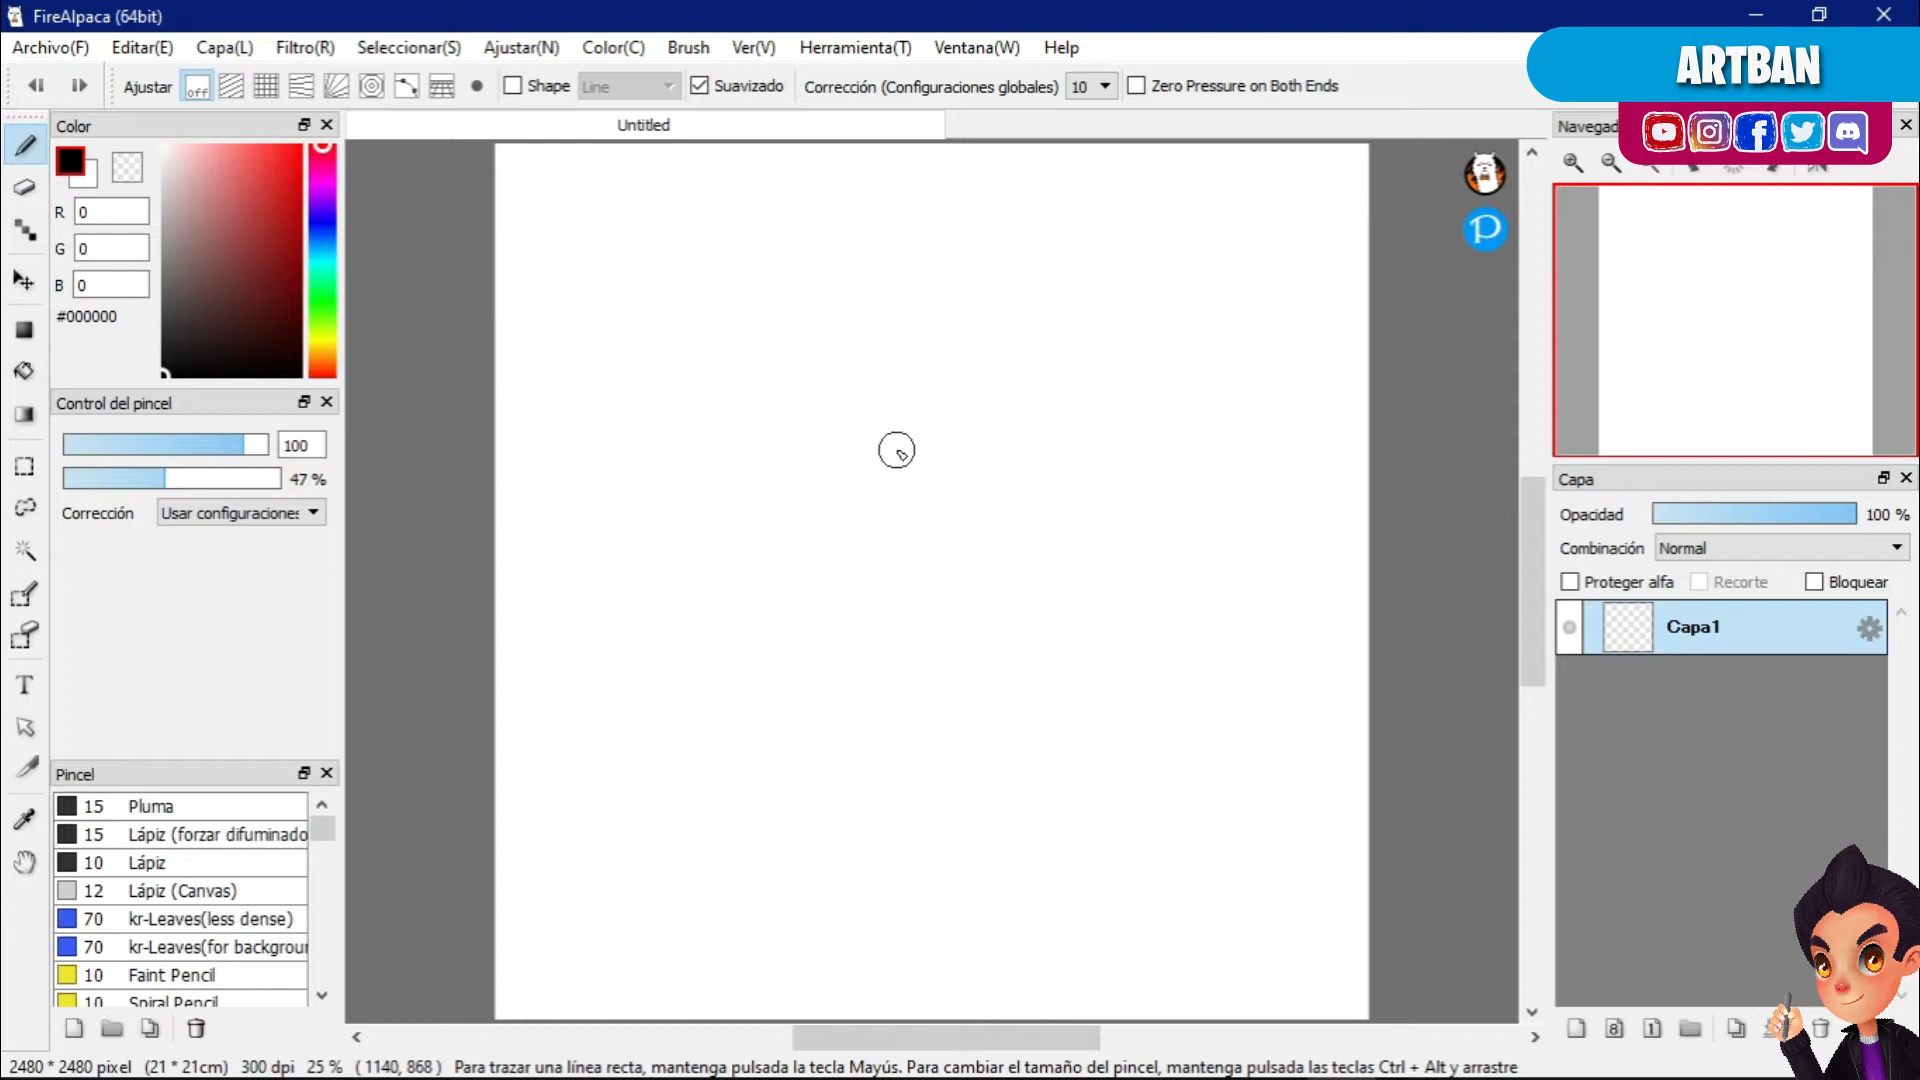 FireAlpaca (64bit)
Archivo(F) Editar(E) Capa(L) Filtro(R) Seleccionar(S) Ajustar(N) Color(C) Brush Ver(V) Herramienta(T) Ventana(W) Help
ARTBAN
Ajustar off Shape Line Suavizado Corrección (Configuraciones globales) 10 Zero Pressure on Both Ends
Color
Untitled
R 0
G 0
B 0
#000000
Control del pincel
100
47 %
Corrección Usar configuraciones
Capa
Opacidad 100 %
Combinación Normal
Proteger alfa Recorte Bloquear
Capa1
Pincel
15 Pluma
15 Lápiz (forzar difuminado
10 Lápiz
12 Lápiz (Canvas)
70 kr-Leaves(less dense)
70 kr-Leaves(for backgrour
10 Faint Pencil
10 Spiral Pencil
8 1
2480 * 2480 pixel (21 * 21cm) 300 dpi 25 % ( 1140, 868 ) Para trazar una línea recta, mantenga pulsada la tecla Mayús. Para cambiar el tamaño del pincel, mantenga pulsada las teclas Ctrl + Alt y arrastre